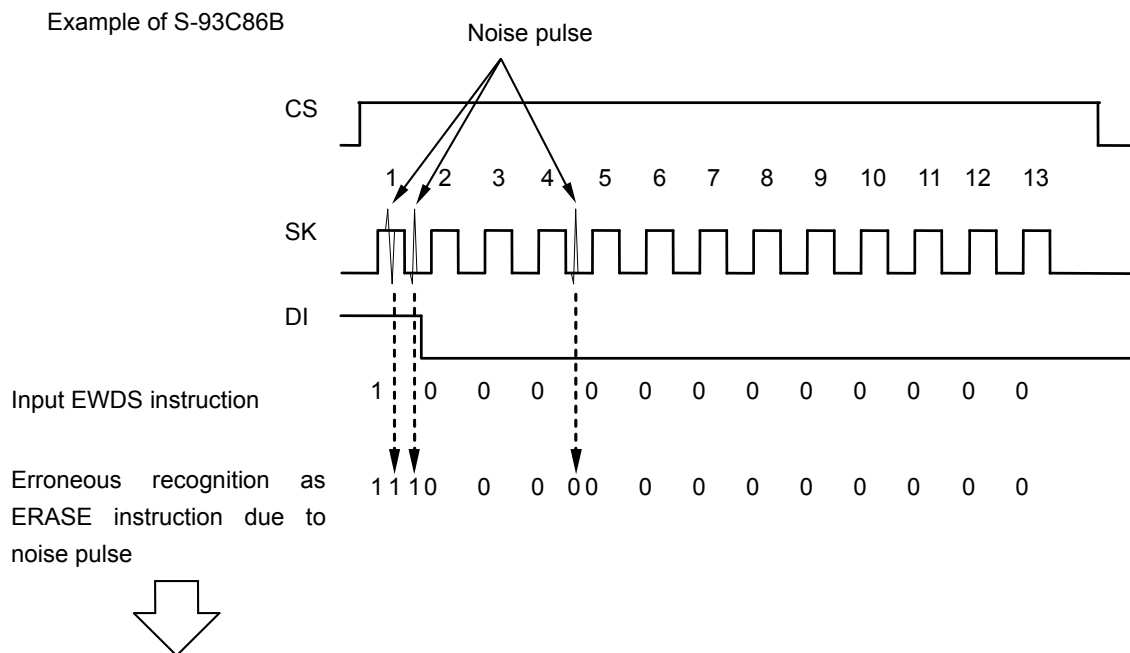 Example of S-93C86B
Noise pulse
CS
1 2 3 4 5 6 7 8 9 10 11 12 13
SK
DI
Input EWDS instruction
1 0 0 0 0 0 0 0 0 0 0 0 0
Erroneous recognition as
ERASE instruction due to
noise pulse
1 1 1 0 0 0 0 0 0 0 0 0 0 0 0 0